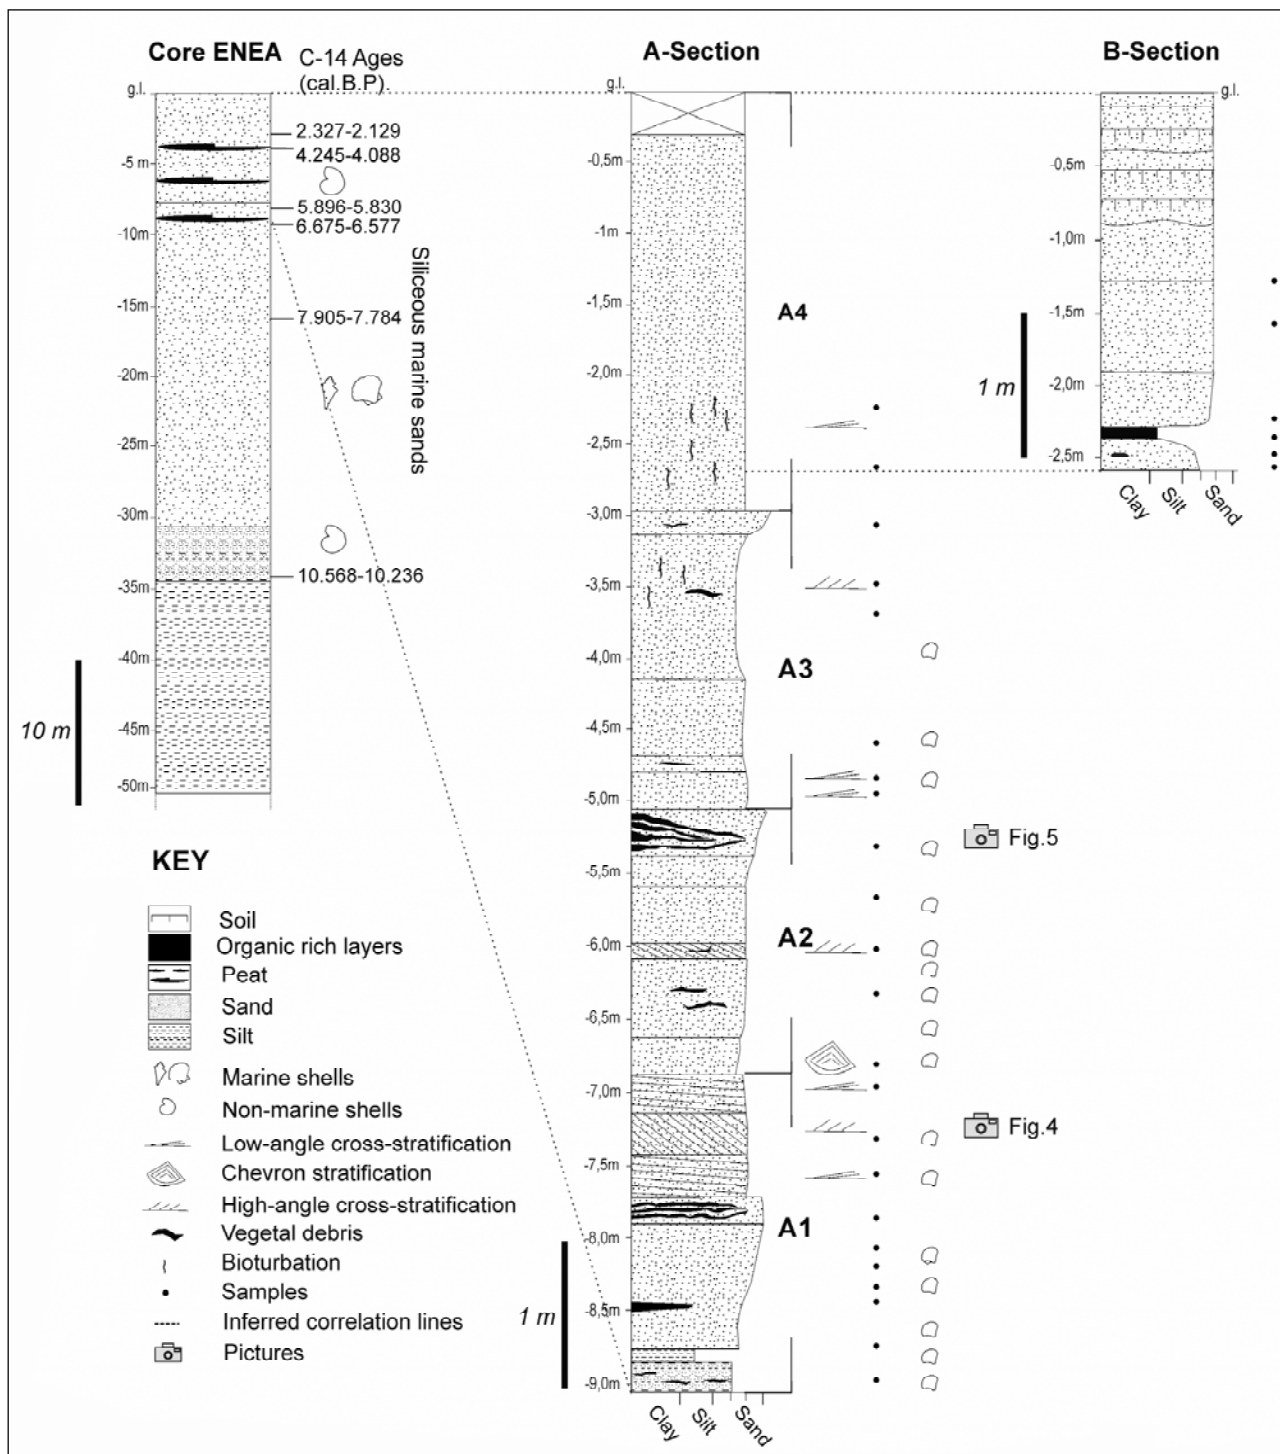 Core ENEA
C-14 Ages
(cal.B.P).
g.l.
2.327-2.129
4.245-4.088
-5 m
5.896-5.830
6.675-6.577
-10m
-15m
7.905-7.784
-20m
-25m
-30m
10.568-10.236
-35m
-40m
-45m
-50m
Siliceous marine sands
10 m
A-Section
g.l.
-0,5m
-1m
-1,5m
-2,0m
-2,5m
-3,0m
-3,5m
-4,0m
-4,5m
-5,0m
-5,5m
-6,0m
-6,5m
-7,0m
-7,5m
-8,0m
-8,5m
-9,0m
A4
A3
A2
A1
Fig.5
Fig.4
1 m
Clay
Silt
Sand
B-Section
g.l.
-0,5m
-1,0m
-1,5m
-2,0m
-2,5m
1 m
Clay
Silt
Sand
KEY
Soil
Organic rich layers
Peat
Sand
Silt
Marine shells
Non-marine shells
Low-angle cross-stratification
Chevron stratification
High-angle cross-stratification
Vegetal debris
Bioturbation
Samples
Inferred correlation lines
Pictures